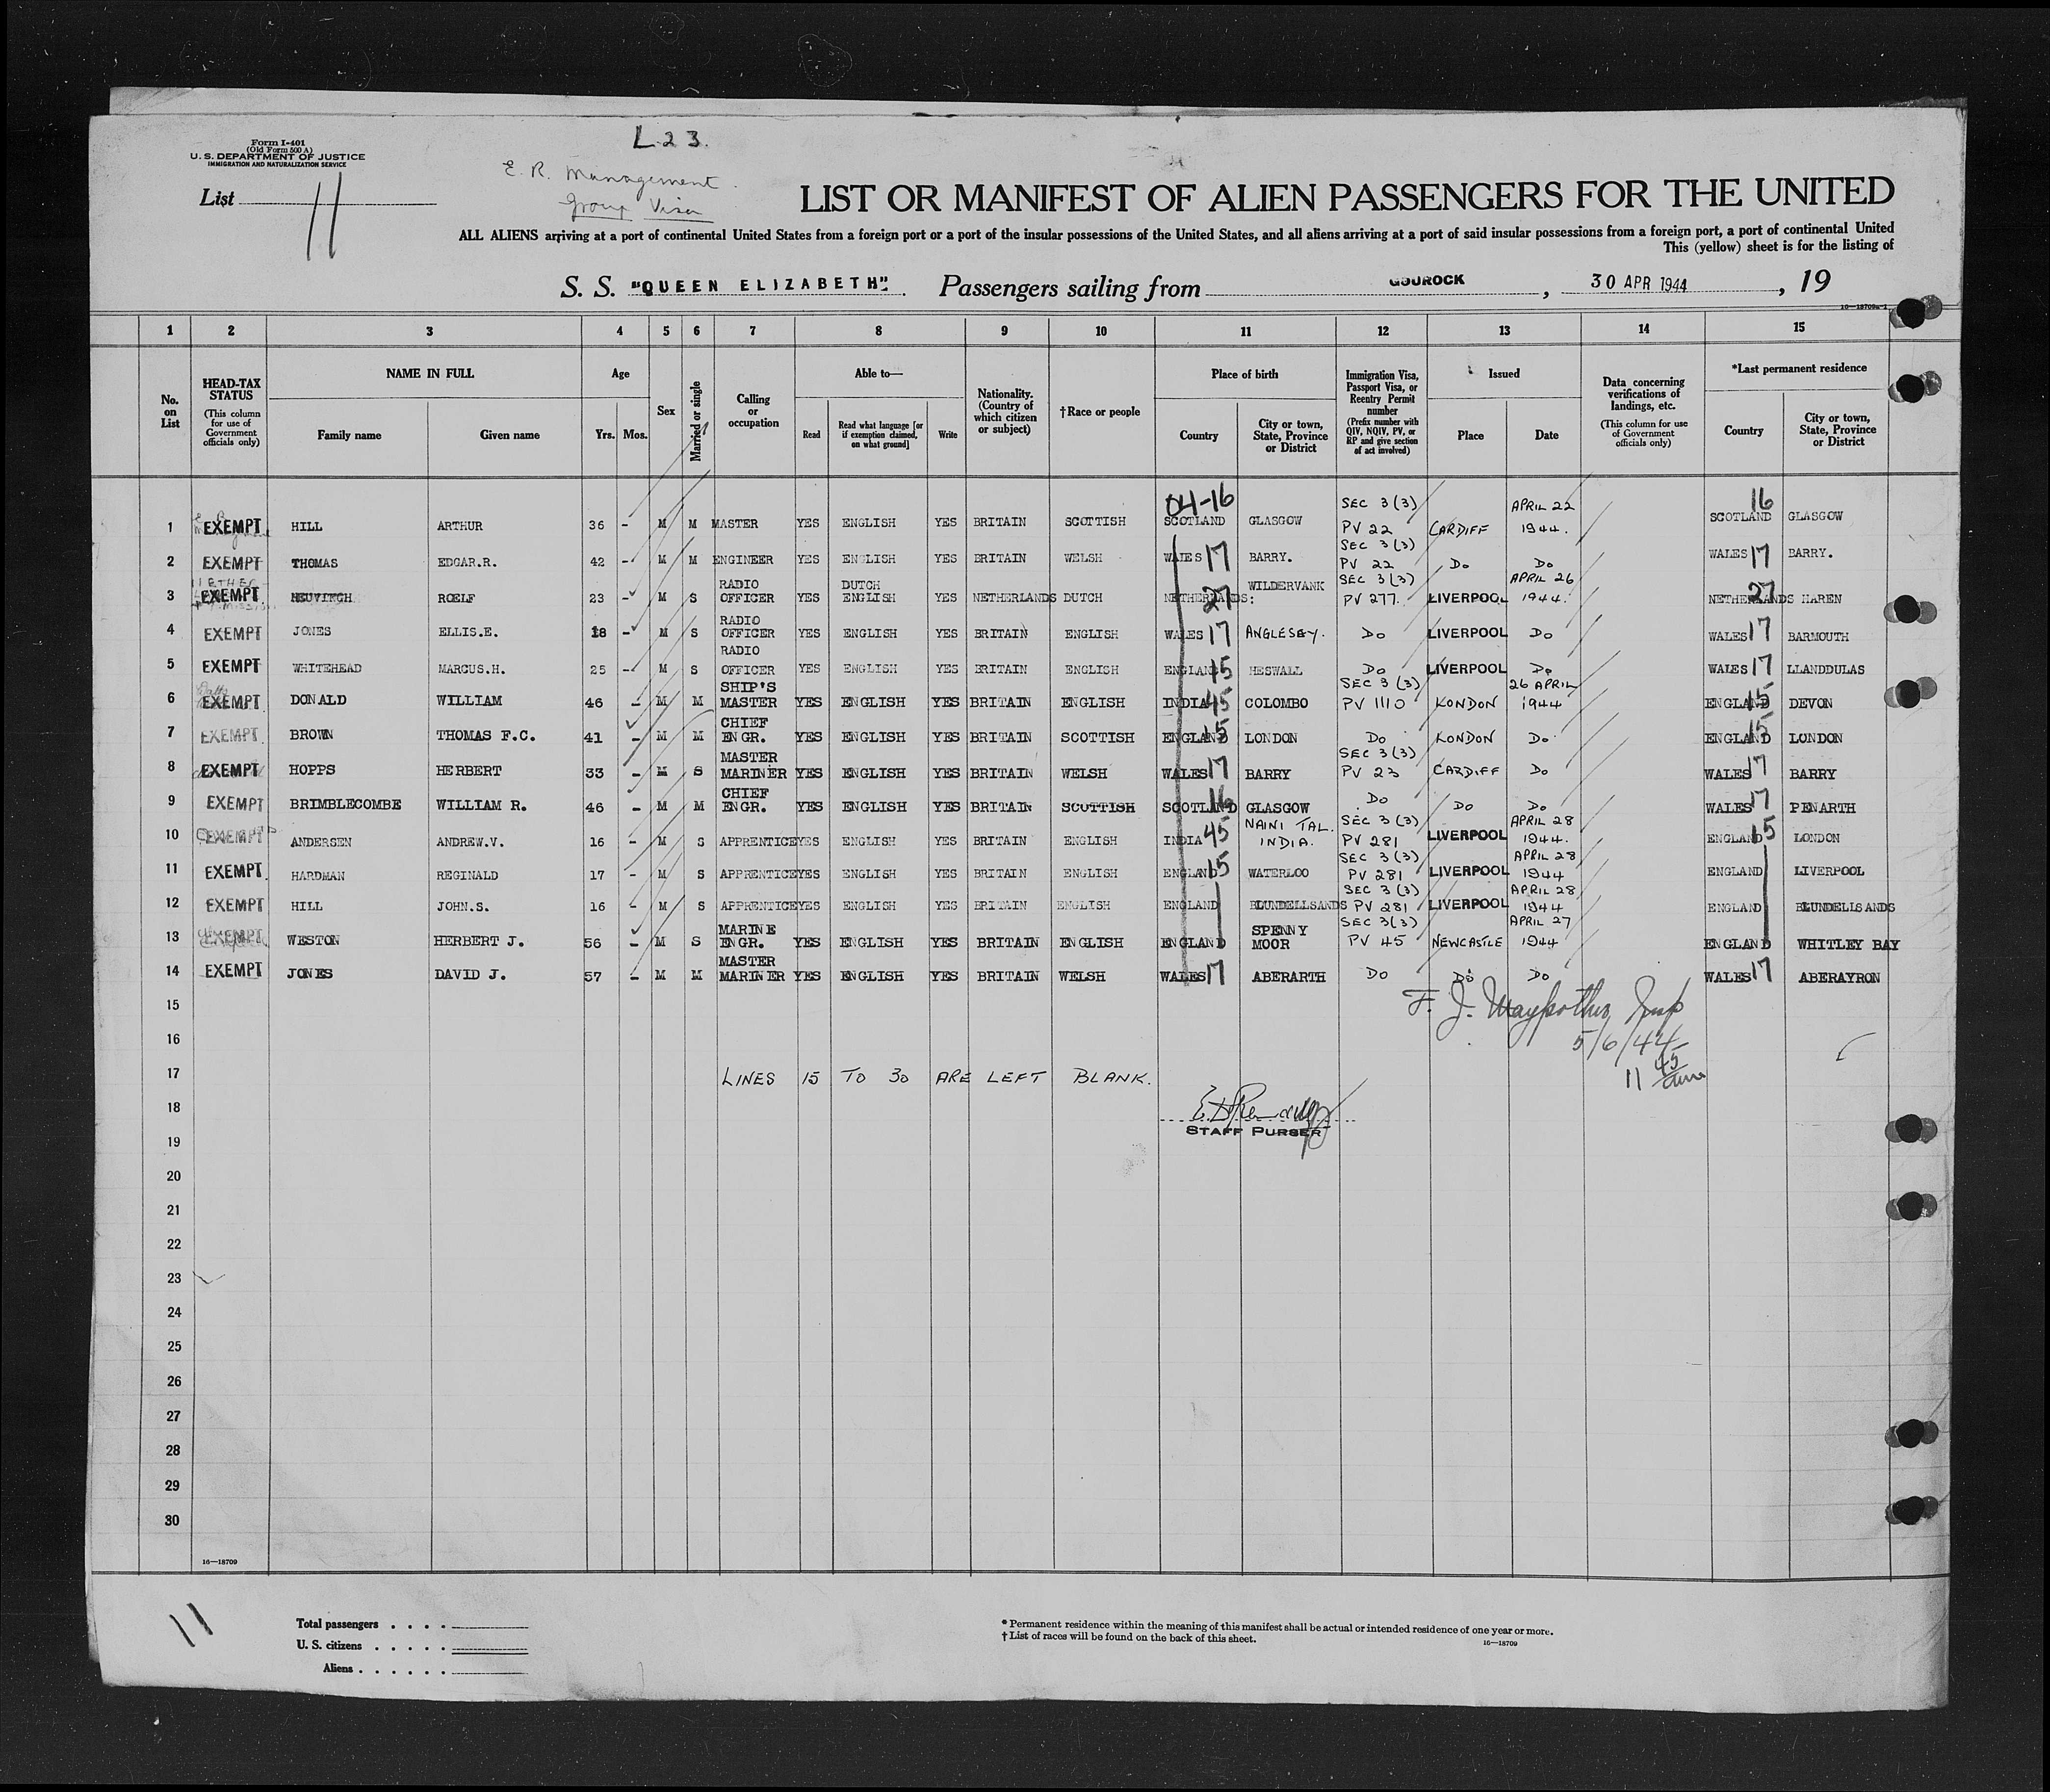 L 23.
Form I-401
(Old Form 500 A)
U. S. DEPARTMENT OF JUSTICE
IMMIGRATION AND NATURALIZATION SERVICE
E. R. Management.
Group Visa
List 11
LIST OR MANIFEST OF ALIEN PASSENGERS FOR THE UNITED
ALL ALIENS arriving at a port of continental United States from a foreign port or a port of the insular possessions of the United States, and all aliens arriving at a port of said insular possessions from a foreign port, a port of continental United
This (yellow) sheet is for the listing of
S. S. "QUEEN ELIZABETH". Passengers sailing from GOUROCK, 30 APR 1944, 19
16—18709a-1
1 2 3 4 5 6 7 8 9 10 11 12 13 14 15
No. on List
HEAD-TAX STATUS (This column for use of Government officials only)
NAME IN FULL
Family name Given name
Age
Yrs. Mos.
Sex
Married or single
Calling or occupation
Able to—
Read
Read what language [or if exemption claimed, on what ground]
Write
Nationality. (Country of which citizen or subject)
†Race or people
Place of birth
Country
City or town, State, Province or District
Immigration Visa, Passport Visa, or Reentry Permit number (Prefix number with QIV, NQIV, PV, or RP and give section of act involved)
Issued
Place Date
Data concerning verifications of landings, etc. (This column for use of Government officials only)
*Last permanent residence
Country
City or town, State, Province or District
04-16 SEC 3(3) APRIL 22 16
1 EXEMPT HILL ARTHUR 36 - M M MASTER YES ENGLISH YES BRITAIN SCOTTISH SCOTLAND GLASGOW PV 22 CARDIFF 1944. SCOTLAND GLASGOW
SEC 3(3)
2 EXEMPT THOMAS EDGAR.R. 42 - M M ENGINEER YES ENGLISH YES BRITAIN WELSH WALES 17 BARRY. PV 22 Do Do WALES 17 BARRY.
RADIO DUTCH WILDERVANK SEC 3(3) APRIL 26
3 EXEMPT ROELF 23 - M S OFFICER YES ENGLISH YES NETHERLANDS DUTCH NETHERLANDS: 27 PV 277. LIVERPOOL 1944. NETHERLANDS 27 HAREN
RADIO
4 EXEMPT JONES ELLIS.E. 18 - M S OFFICER YES ENGLISH YES BRITAIN ENGLISH WALES 17 ANGLESEY. Do LIVERPOOL Do WALES 17 BARMOUTH
RADIO
5 EXEMPT WHITEHEAD MARCUS.H. 25 - M S OFFICER YES ENGLISH YES BRITAIN ENGLISH ENGLAND 15 HESWALL Do LIVERPOOL Do WALES 17 LLANDDULAS
SHIP'S SEC 3(3) 26 APRIL
6 EXEMPT DONALD WILLIAM 46 - M M MASTER YES ENGLISH YES BRITAIN ENGLISH INDIA 45 COLOMBO PV 1110 LONDON 1944 ENGLAND 15 DEVON
CHIEF
7 EXEMPT BROWN THOMAS F.C. 41 - M M ENGR. YES ENGLISH YES BRITAIN SCOTTISH ENGLAND 15 LONDON Do LONDON Do ENGLAND 15 LONDON
MASTER SEC 3(3)
8 EXEMPT HOPPS HERBERT 33 - M S MARINER YES ENGLISH YES BRITAIN WELSH WALES 17 BARRY PV 23 CARDIFF Do WALES 17 BARRY
CHIEF
9 EXEMPT BRIMBLECOMBE WILLIAM R. 46 - M M ENGR. YES ENGLISH YES BRITAIN SCOTTISH SCOTLAND 16 GLASGOW Do Do Do WALES 17 PENARTH
NAINI TAL. SEC 3(3) APRIL 28
10 EXEMPT ANDERSEN ANDREW.V. 16 - M S APPRENTICE YES ENGLISH YES BRITAIN ENGLISH INDIA 45 INDIA. PV 281 LIVERPOOL 1944. ENGLAND 15 LONDON
SEC 3(3) APRIL 28
11 EXEMPT HARDMAN REGINALD 17 - M S APPRENTICE YES ENGLISH YES BRITAIN ENGLISH ENGLAND 15 WATERLOO PV 281 LIVERPOOL 1944 ENGLAND LIVERPOOL
SEC 3(3) APRIL 28
12 EXEMPT HILL JOHN.S. 16 - M S APPRENTICE YES ENGLISH YES BRITAIN ENGLISH ENGLAND BLUNDELLSANDS PV 281 LIVERPOOL 1944 ENGLAND BLUNDELLSANDS
MARINE SPENNY SEC 3(3) APRIL 27
13 EXEMPT WESTON HERBERT J. 56 - M S ENGR. YES ENGLISH YES BRITAIN ENGLISH ENGLAND MOOR PV 45 NEWCASTLE 1944 ENGLAND WHITLEY BAY
MASTER
14 EXEMPT JONES DAVID J. 57 - M M MARINER YES ENGLISH YES BRITAIN WELSH WALES 17 ABERARTH Do Do Do WALES 17 ABERAYRON
15
F. J. Insp
16
5/6/44
17 LINES 15 TO 30 ARE LEFT BLANK.
11 45
18
STAFF PURSER
19
20
21
22
23
24
25
26
27
28
29
30
16—18709
11
Total passengers . . . .
U. S. citizens . . . . .
Aliens . . . . . .
* Permanent residence within the meaning of this manifest shall be actual or intended residence of one year or more.
† List of races will be found on the back of this sheet.
16—18709